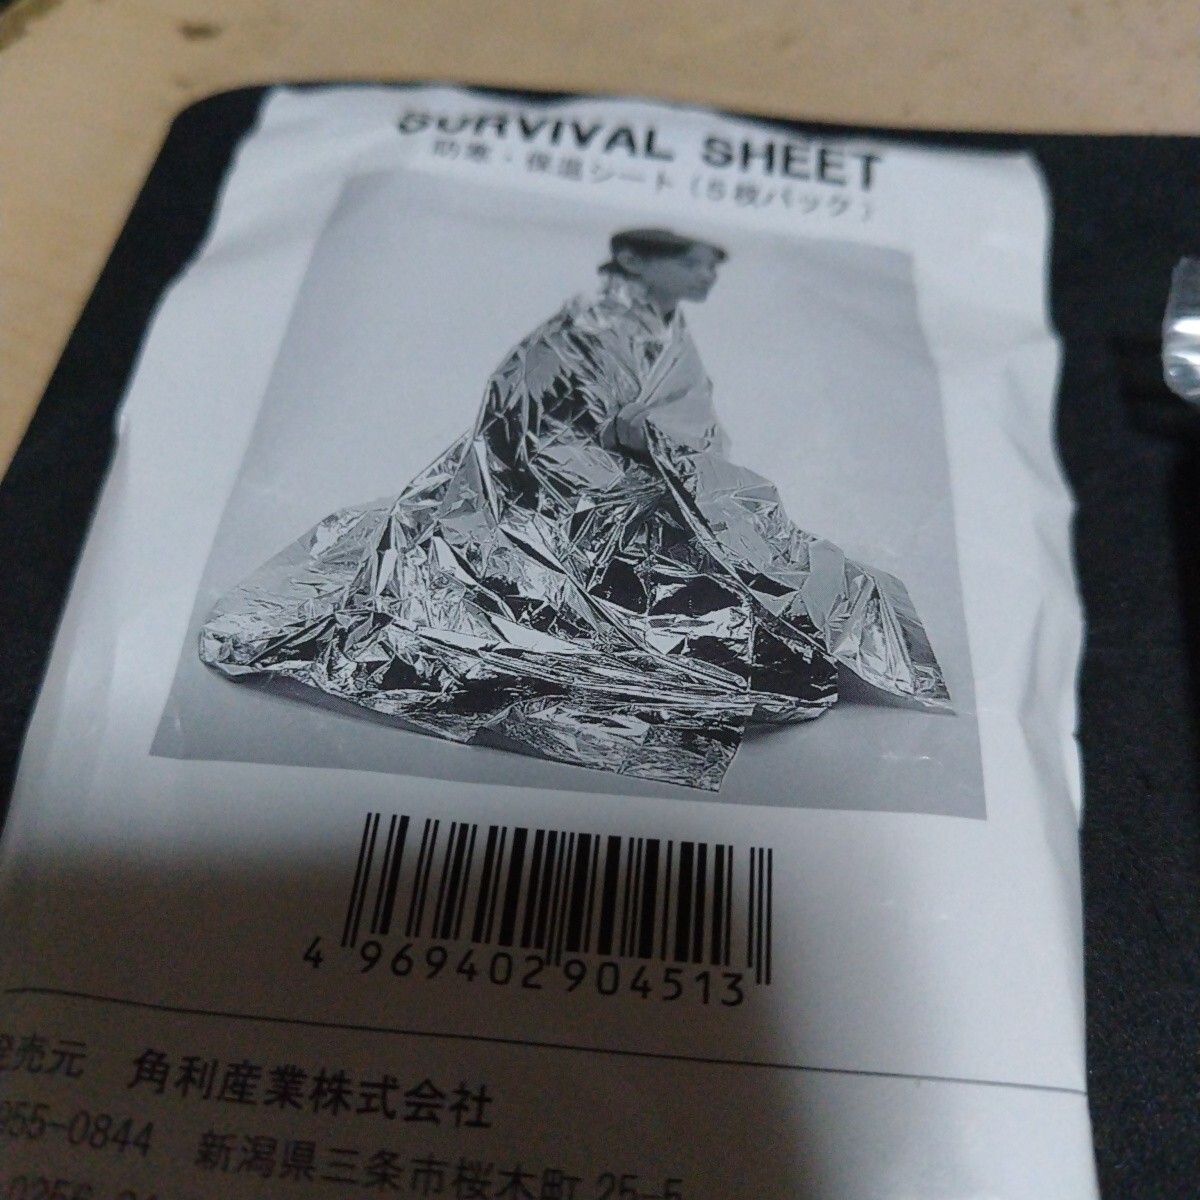 SURVIVAL SHEET
防寒・保温シート(5枚パック)
4 969402 904513
発売元 角利産業株式会社
955-0844 新潟県三条市桜木町 25-5